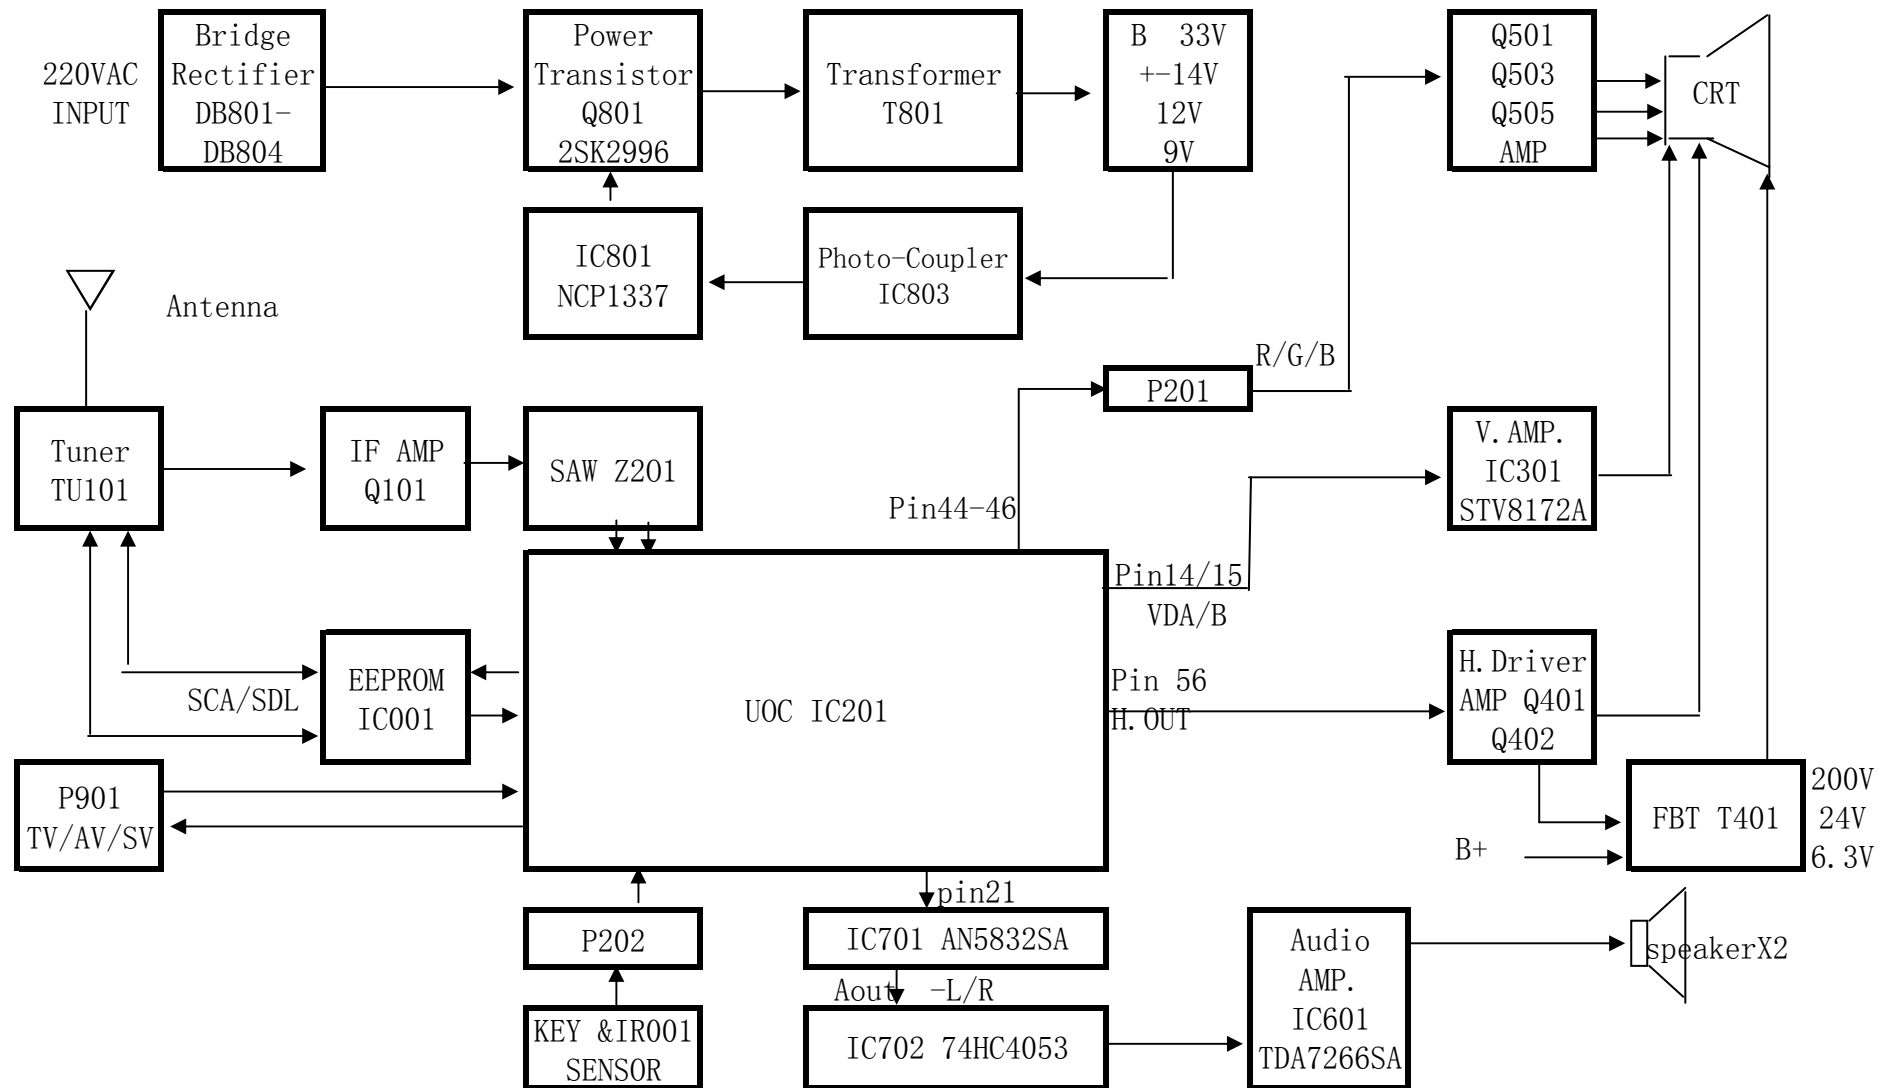 220VAC
INPUT
Bridge
Rectifier
DB801-
DB804
Power
Transistor
Q801
2SK2996
Transformer
T801
B 33V
+-14V
12V
9V
Q501
Q503
Q505
AMP
CRT
IC801
NCP1337
Photo-Coupler
IC803
Antenna
R/G/B
P201
Tuner
TU101
IF AMP
Q101
SAW Z201
Pin44-46
V.AMP.
IC301
STV8172A
Pin14/15
VDA/B
SCA/SDL
EEPROM
IC001
UOC IC201
Pin 56
H.OUT
H.Driver
AMP Q401
Q402
P901
TV/AV/SV
B+
FBT T401
200V
24V
6.3V
pin21
P202
IC701 AN5832SA
Aout -L/R
KEY &IR001
SENSOR
IC702 74HC4053
Audio
AMP.
IC601
TDA7266SA
speakerX2